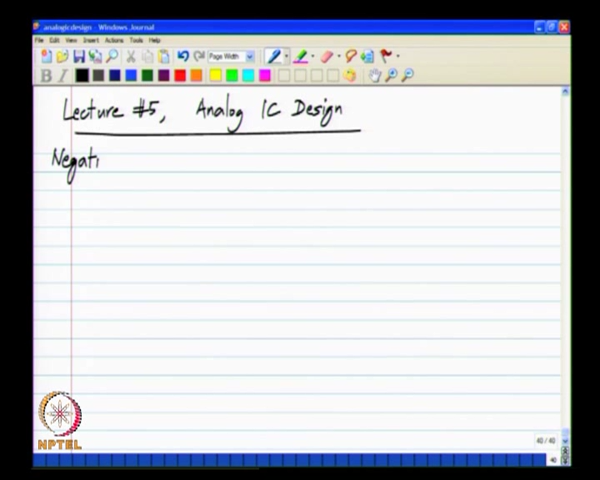 analogicdesign - Windows Journal
File Edit View Insert Actions Tools Help
Page Width
B I
Lecture #5, Analog IC Design
Negati
NPTEL
40 / 40
40